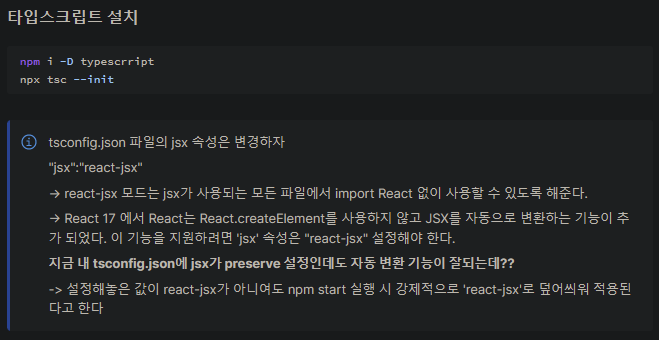 타입스크립트 설치
npm i -D typescrript
npx tsc --init
tsconfig.json 파일의 jsx 속성은 변경하자
"jsx":"react-jsx"
→ react-jsx 모드는 jsx가 사용되는 모든 파일에서 import React 없이 사용할 수 있도록 해준다.
→ React 17 에서 React는 React.createElement를 사용하지 않고 JSX를 자동으로 변환하는 기능이 추
가 되었다. 이 기능을 지원하려면 'jsx' 속성은 "react-jsx" 설정해야 한다.
지금 내 tsconfig.json에 jsx가 preserve 설정인데도 자동 변환 기능이 잘되는데??
-> 설정해놓은 값이 react-jsx가 아니여도 npm start 실행 시 강제적으로 'react-jsx'로 덮어씌워 적용된
다고 한다